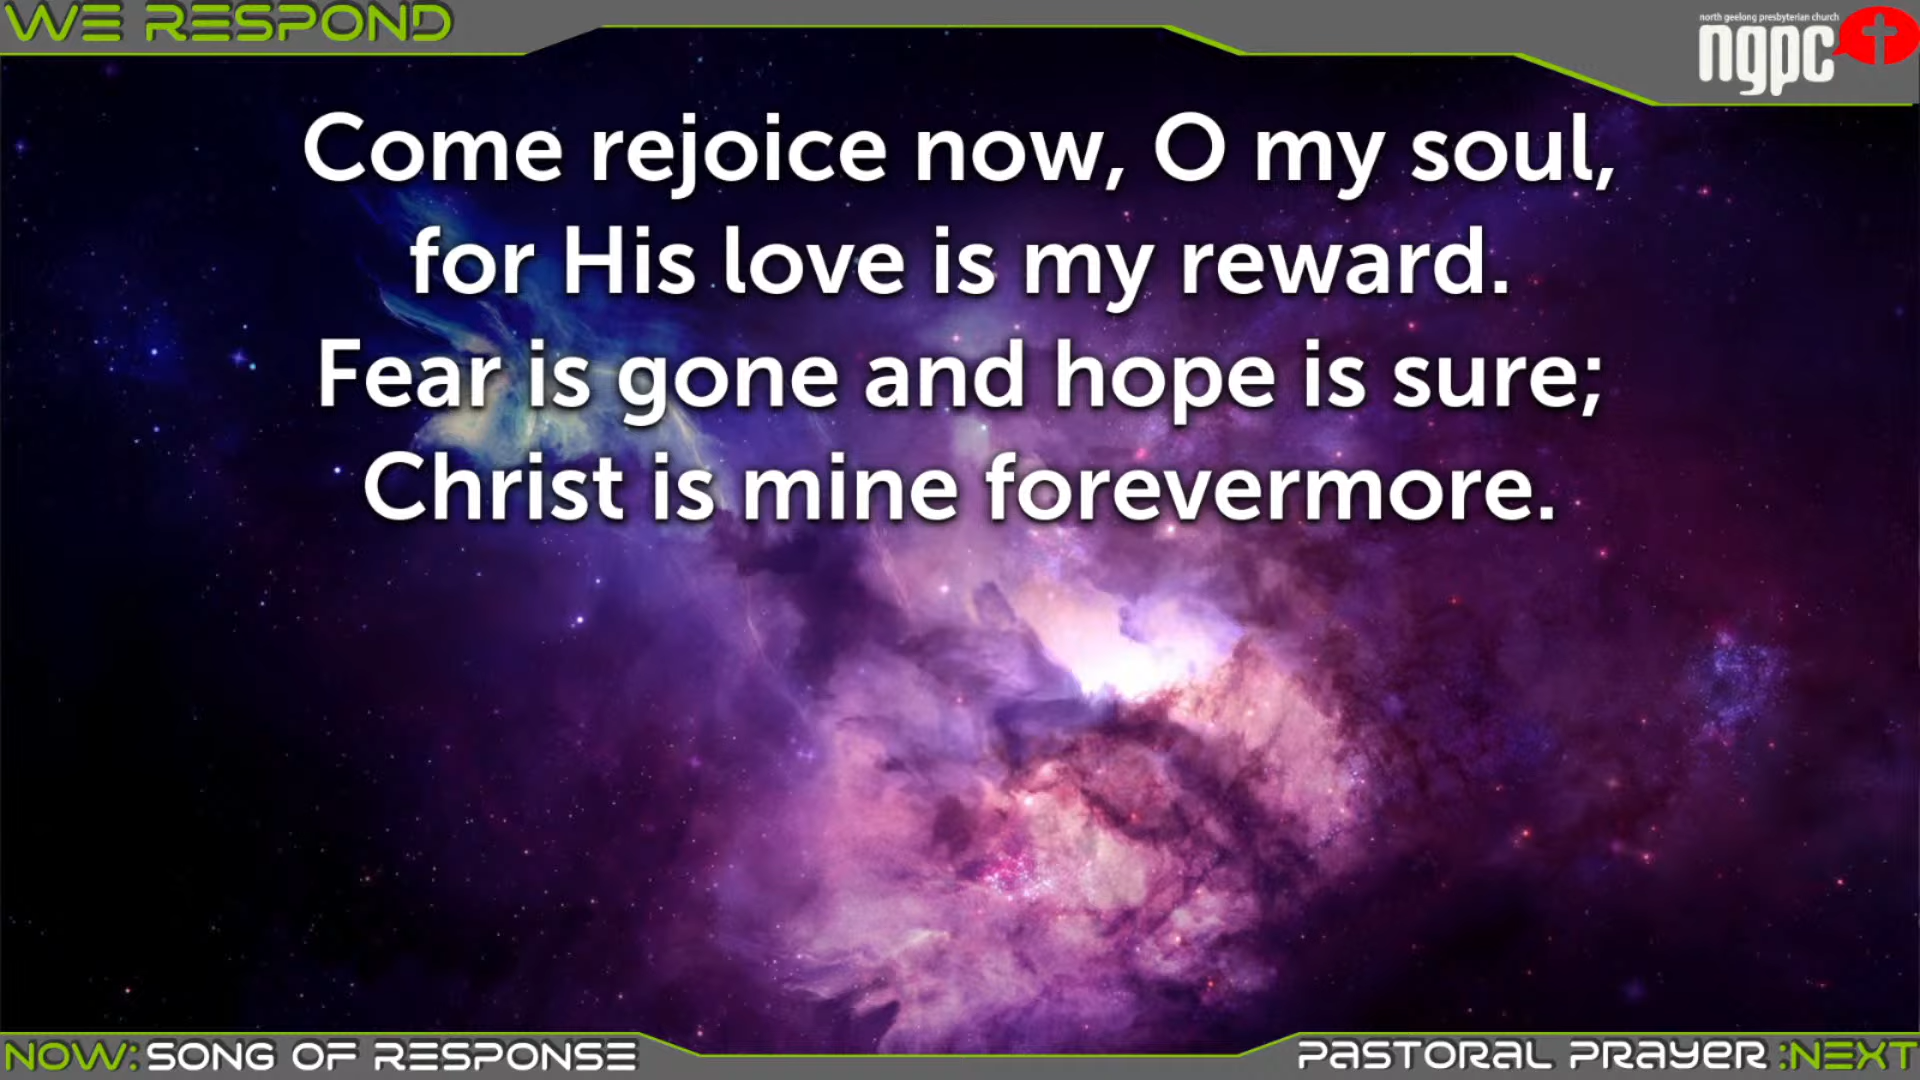 WE RESPOND
north geelong presbyterian church
ngpc
Come rejoice now, O my soul,
for His love is my reward.
Fear is gone and hope is sure;
Christ is mine forevermore.
NOW: SONG OF RESPONSE
PASTORAL PRAYER :NEXT